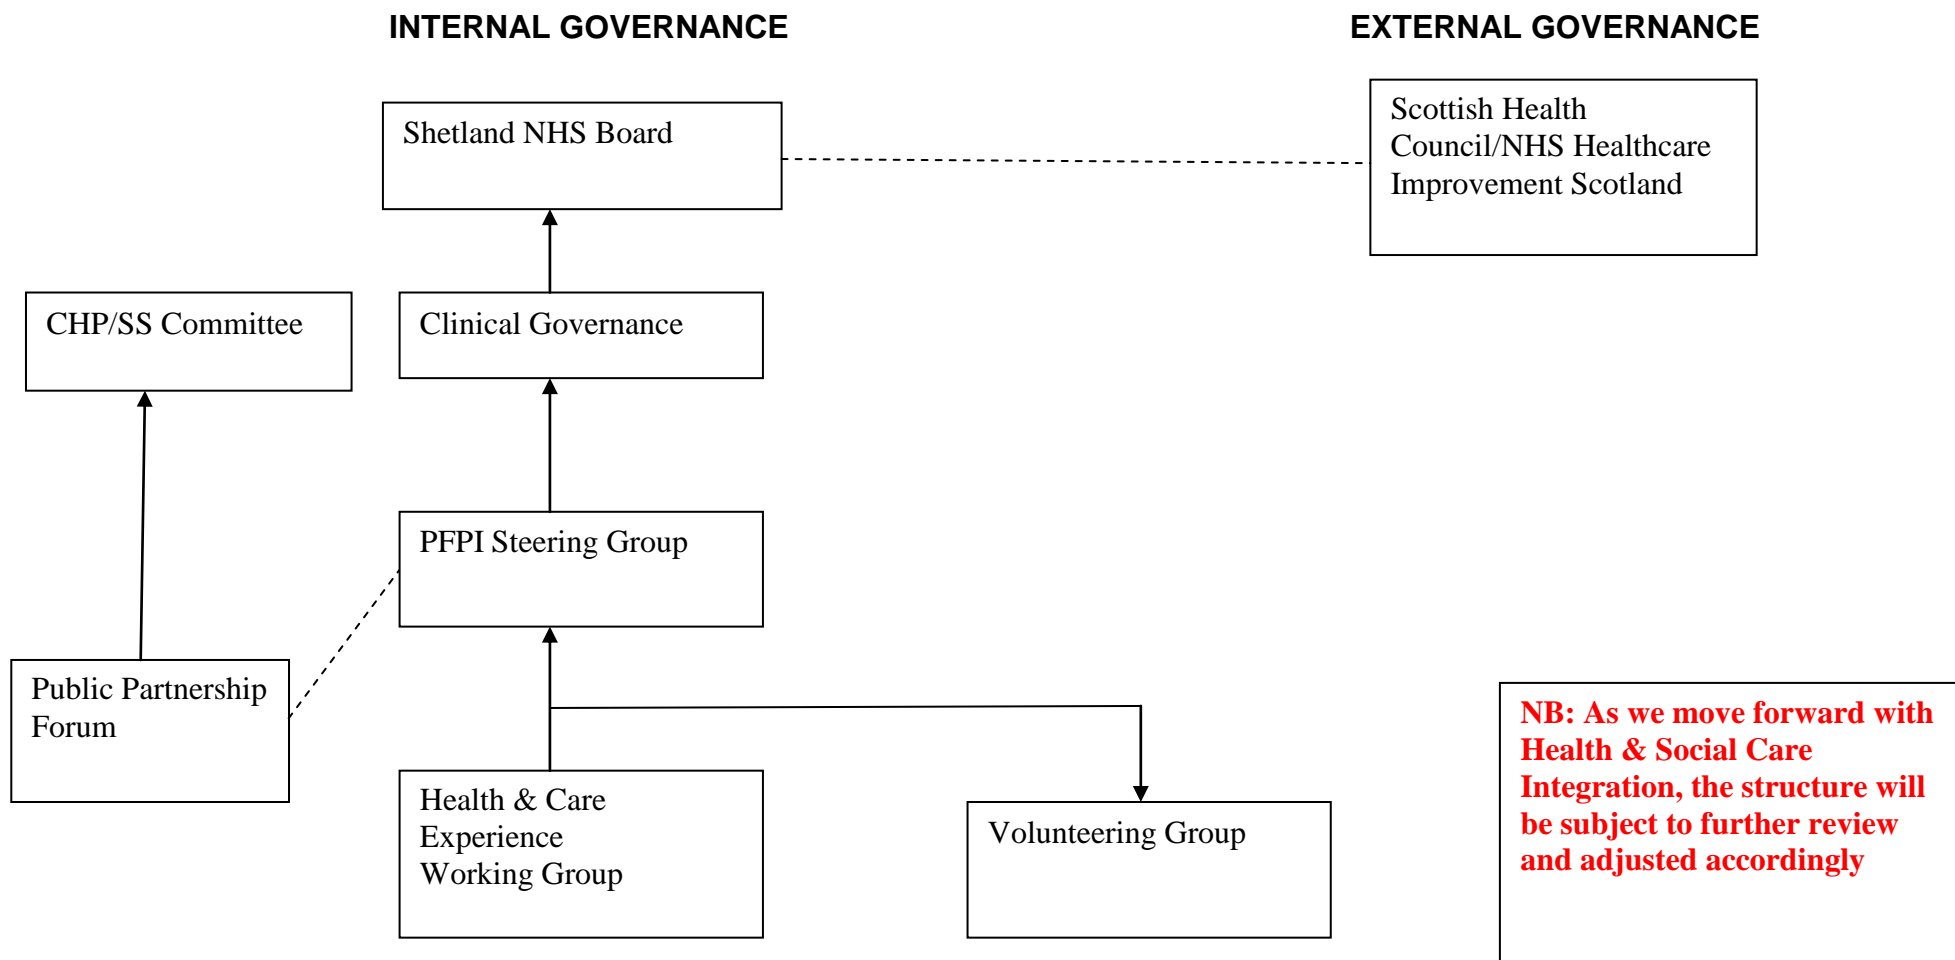 INTERNAL GOVERNANCE
EXTERNAL GOVERNANCE
Shetland NHS Board
Scottish Health
Council/NHS Healthcare
Improvement Scotland
CHP/SS Committee
Clinical Governance
PFPI Steering Group
Public Partnership
Forum
Health & Care
Experience
Working Group
Volunteering Group
NB: As we move forward with
Health & Social Care
Integration, the structure will
be subject to further review
and adjusted accordingly